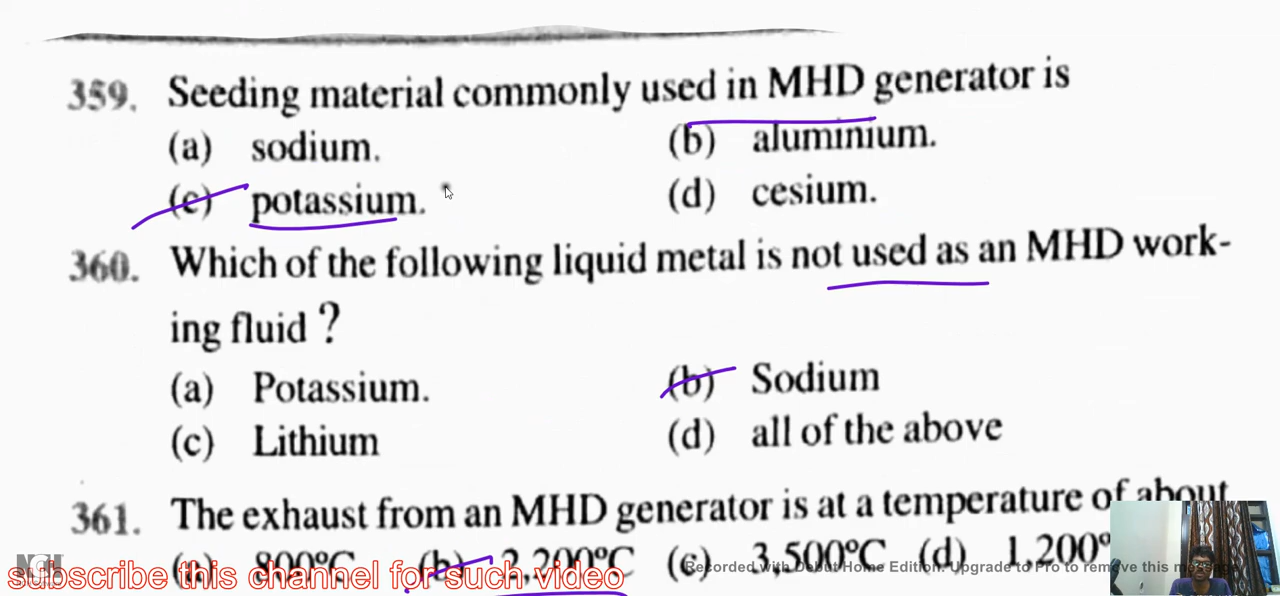 359. Seeding material commonly used in MHD generator is
(a) sodium. (b) aluminium.
(c) potassium. (d) cesium.
360. Which of the following liquid metal is not used as an MHD work-
ing fluid ?
(a) Potassium. (b) Sodium
(c) Lithium (d) all of the above
361. The exhaust from an MHD generator is at a temperature of about
(a) 800°C (b) 2,200°C (c) 3,500°C (d) 1,200°
subscribe this channel for such video
Recorded with Debut Home Edition. Upgrade to Pro to remove this message